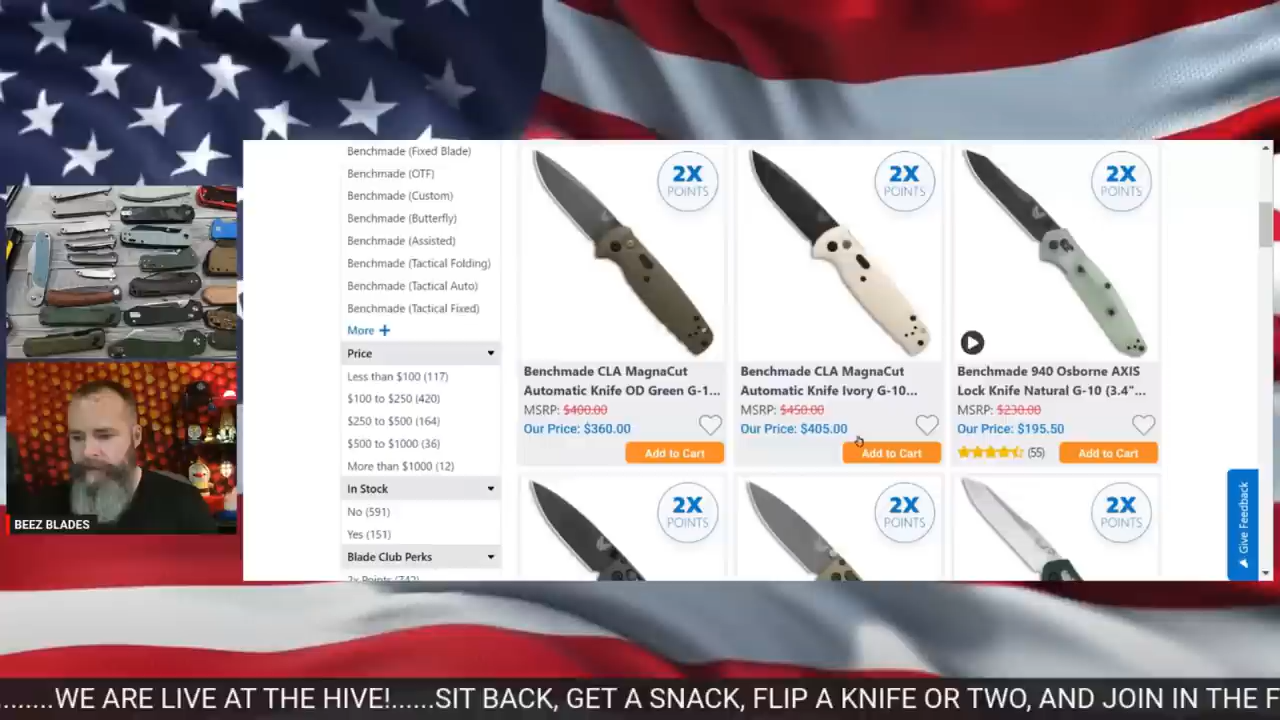 Benchmade (Fixed Blade)
Benchmade (OTF)
Benchmade (Custom)
Benchmade (Butterfly)
Benchmade (Assisted)
Benchmade (Tactical Folding)
Benchmade (Tactical Auto)
Benchmade (Tactical Fixed)
More +
Price
Less than $100 (117)
$100 to $250 (420)
$250 to $500 (164)
$500 to $1000 (36)
More than $1000 (12)
In Stock
No (591)
Yes (151)
Blade Club Perks
2x Points (742)
2X
POINTS
Benchmade CLA MagnaCut
Automatic Knife OD Green G-1...
MSRP: $400.00
Our Price: $360.00
Add to Cart
2X
POINTS
Benchmade CLA MagnaCut
Automatic Knife Ivory G-10...
MSRP: $450.00
Our Price: $405.00
Add to Cart
2X
POINTS
Benchmade 940 Osborne AXIS
Lock Knife Natural G-10 (3.4"...
MSRP: $230.00
Our Price: $195.50
(55)
Add to Cart
2X
POINTS
2X
POINTS
2X
POINTS
Give Feedback
BEEZ BLADES
........WE ARE LIVE AT THE HIVE!......SIT BACK, GET A SNACK, FLIP A KNIFE OR TWO, AND JOIN IN THE F